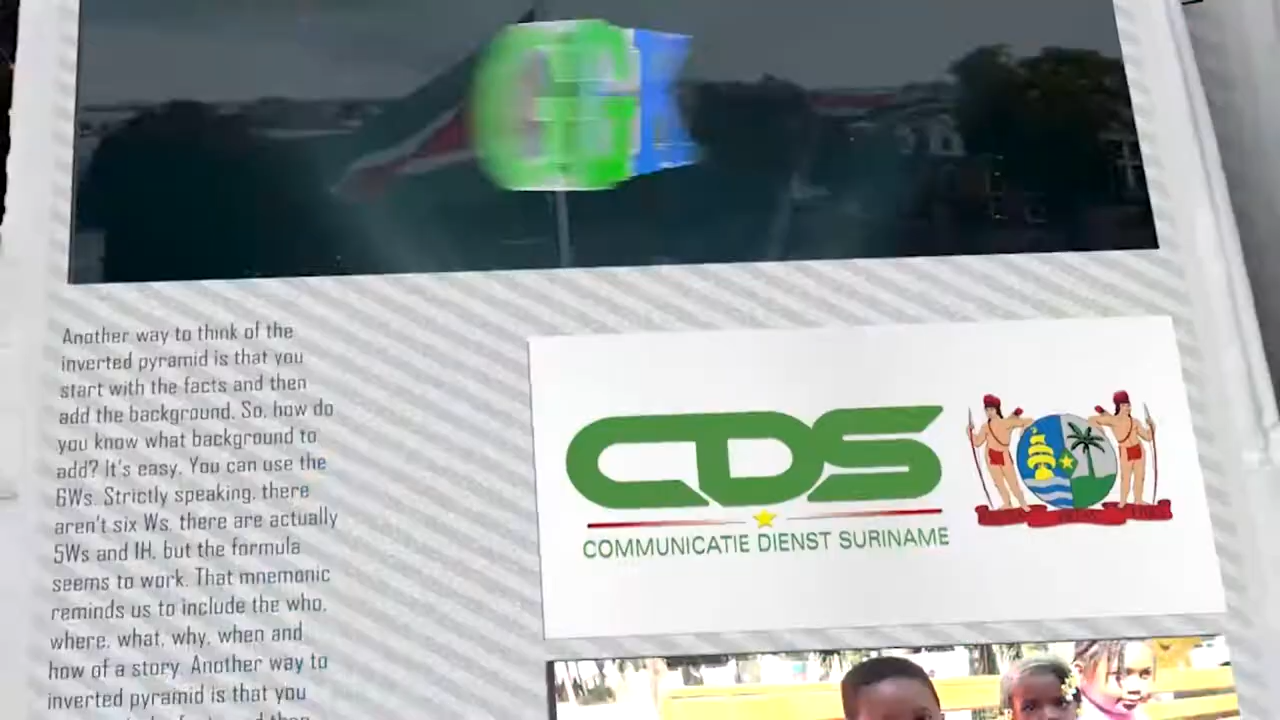 Another way to think of the
inverted pyramid is that you
start with the facts and then
add the background. So, how do
you know what background to
add? It's easy. You can use the
6Ws. Strictly speaking, there
aren't six Ws, there are actually
5Ws and 1H, but the formula
seems to work. That mnemonic
reminds us to include the who,
where, what, why, when and
how of a story. Another way to
inverted pyramid is that you
CDS
COMMUNICATIE DIENST SURINAME